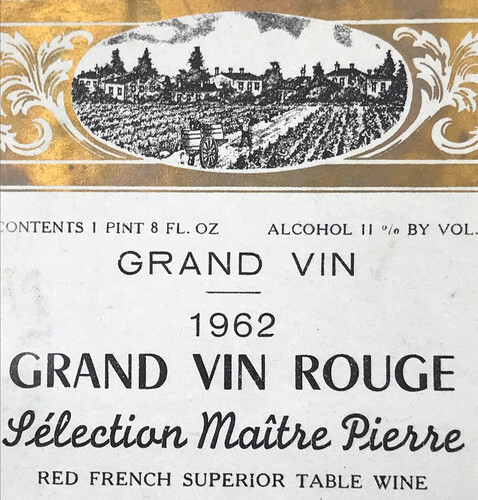 CONTENTS 1 PINT 8 FL. OZ ALCOHOL 11 % BY VOL.
GRAND VIN
1962
GRAND VIN ROUGE
Sélection Maître Pierre
RED FRENCH SUPERIOR TABLE WINE